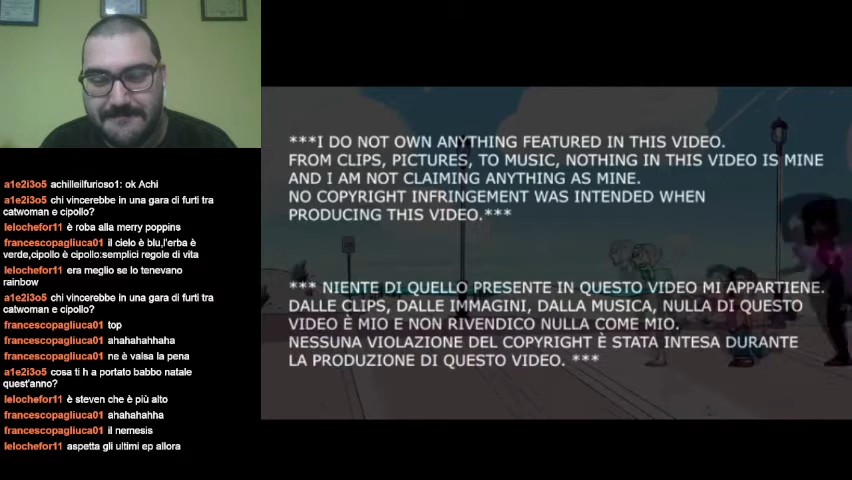 a1e2i3o5 achilleilfurioso1: ok Achi
a1e2i3o5 chi vincerebbe in una gara di furti tra
catwoman e cipollo?
lelochefor11 è roba alla merry poppins
francescopagliuca01 il cielo è blu,l'erba è
verde,cipollo è cipollo:semplici regole di vita
lelochefor11 era meglio se lo tenevano
rainbow
a1e2i3o5 chi vincerebbe in una gara di furti tra
catwoman e cipollo?
francescopagliuca01 top
francescopagliuca01 ahahahahhaha
francescopagliuca01 ne è valsa la pena
a1e2i3o5 cosa ti h a portato babbo natale
quest'anno?
lelochefor11 è steven che è più alto
francescopagliuca01 ahahahahha
francescopagliuca01 il nemesis
lelochefor11 aspetta gli ultimi ep allora
***I DO NOT OWN ANYTHING FEATURED IN THIS VIDEO.
FROM CLIPS, PICTURES, TO MUSIC, NOTHING IN THIS VIDEO IS MINE
AND I AM NOT CLAIMING ANYTHING AS MINE.
NO COPYRIGHT INFRINGEMENT WAS INTENDED WHEN
PRODUCING THIS VIDEO.***
*** NIENTE DI QUELLO PRESENTE IN QUESTO VIDEO MI APPARTIENE.
DALLE CLIPS, DALLE IMMAGINI, DALLA MUSICA, NULLA DI QUESTO
VIDEO È MIO E NON RIVENDICO NULLA COME MIO.
NESSUNA VIOLAZIONE DEL COPYRIGHT È STATA INTESA DURANTE
LA PRODUZIONE DI QUESTO VIDEO. ***